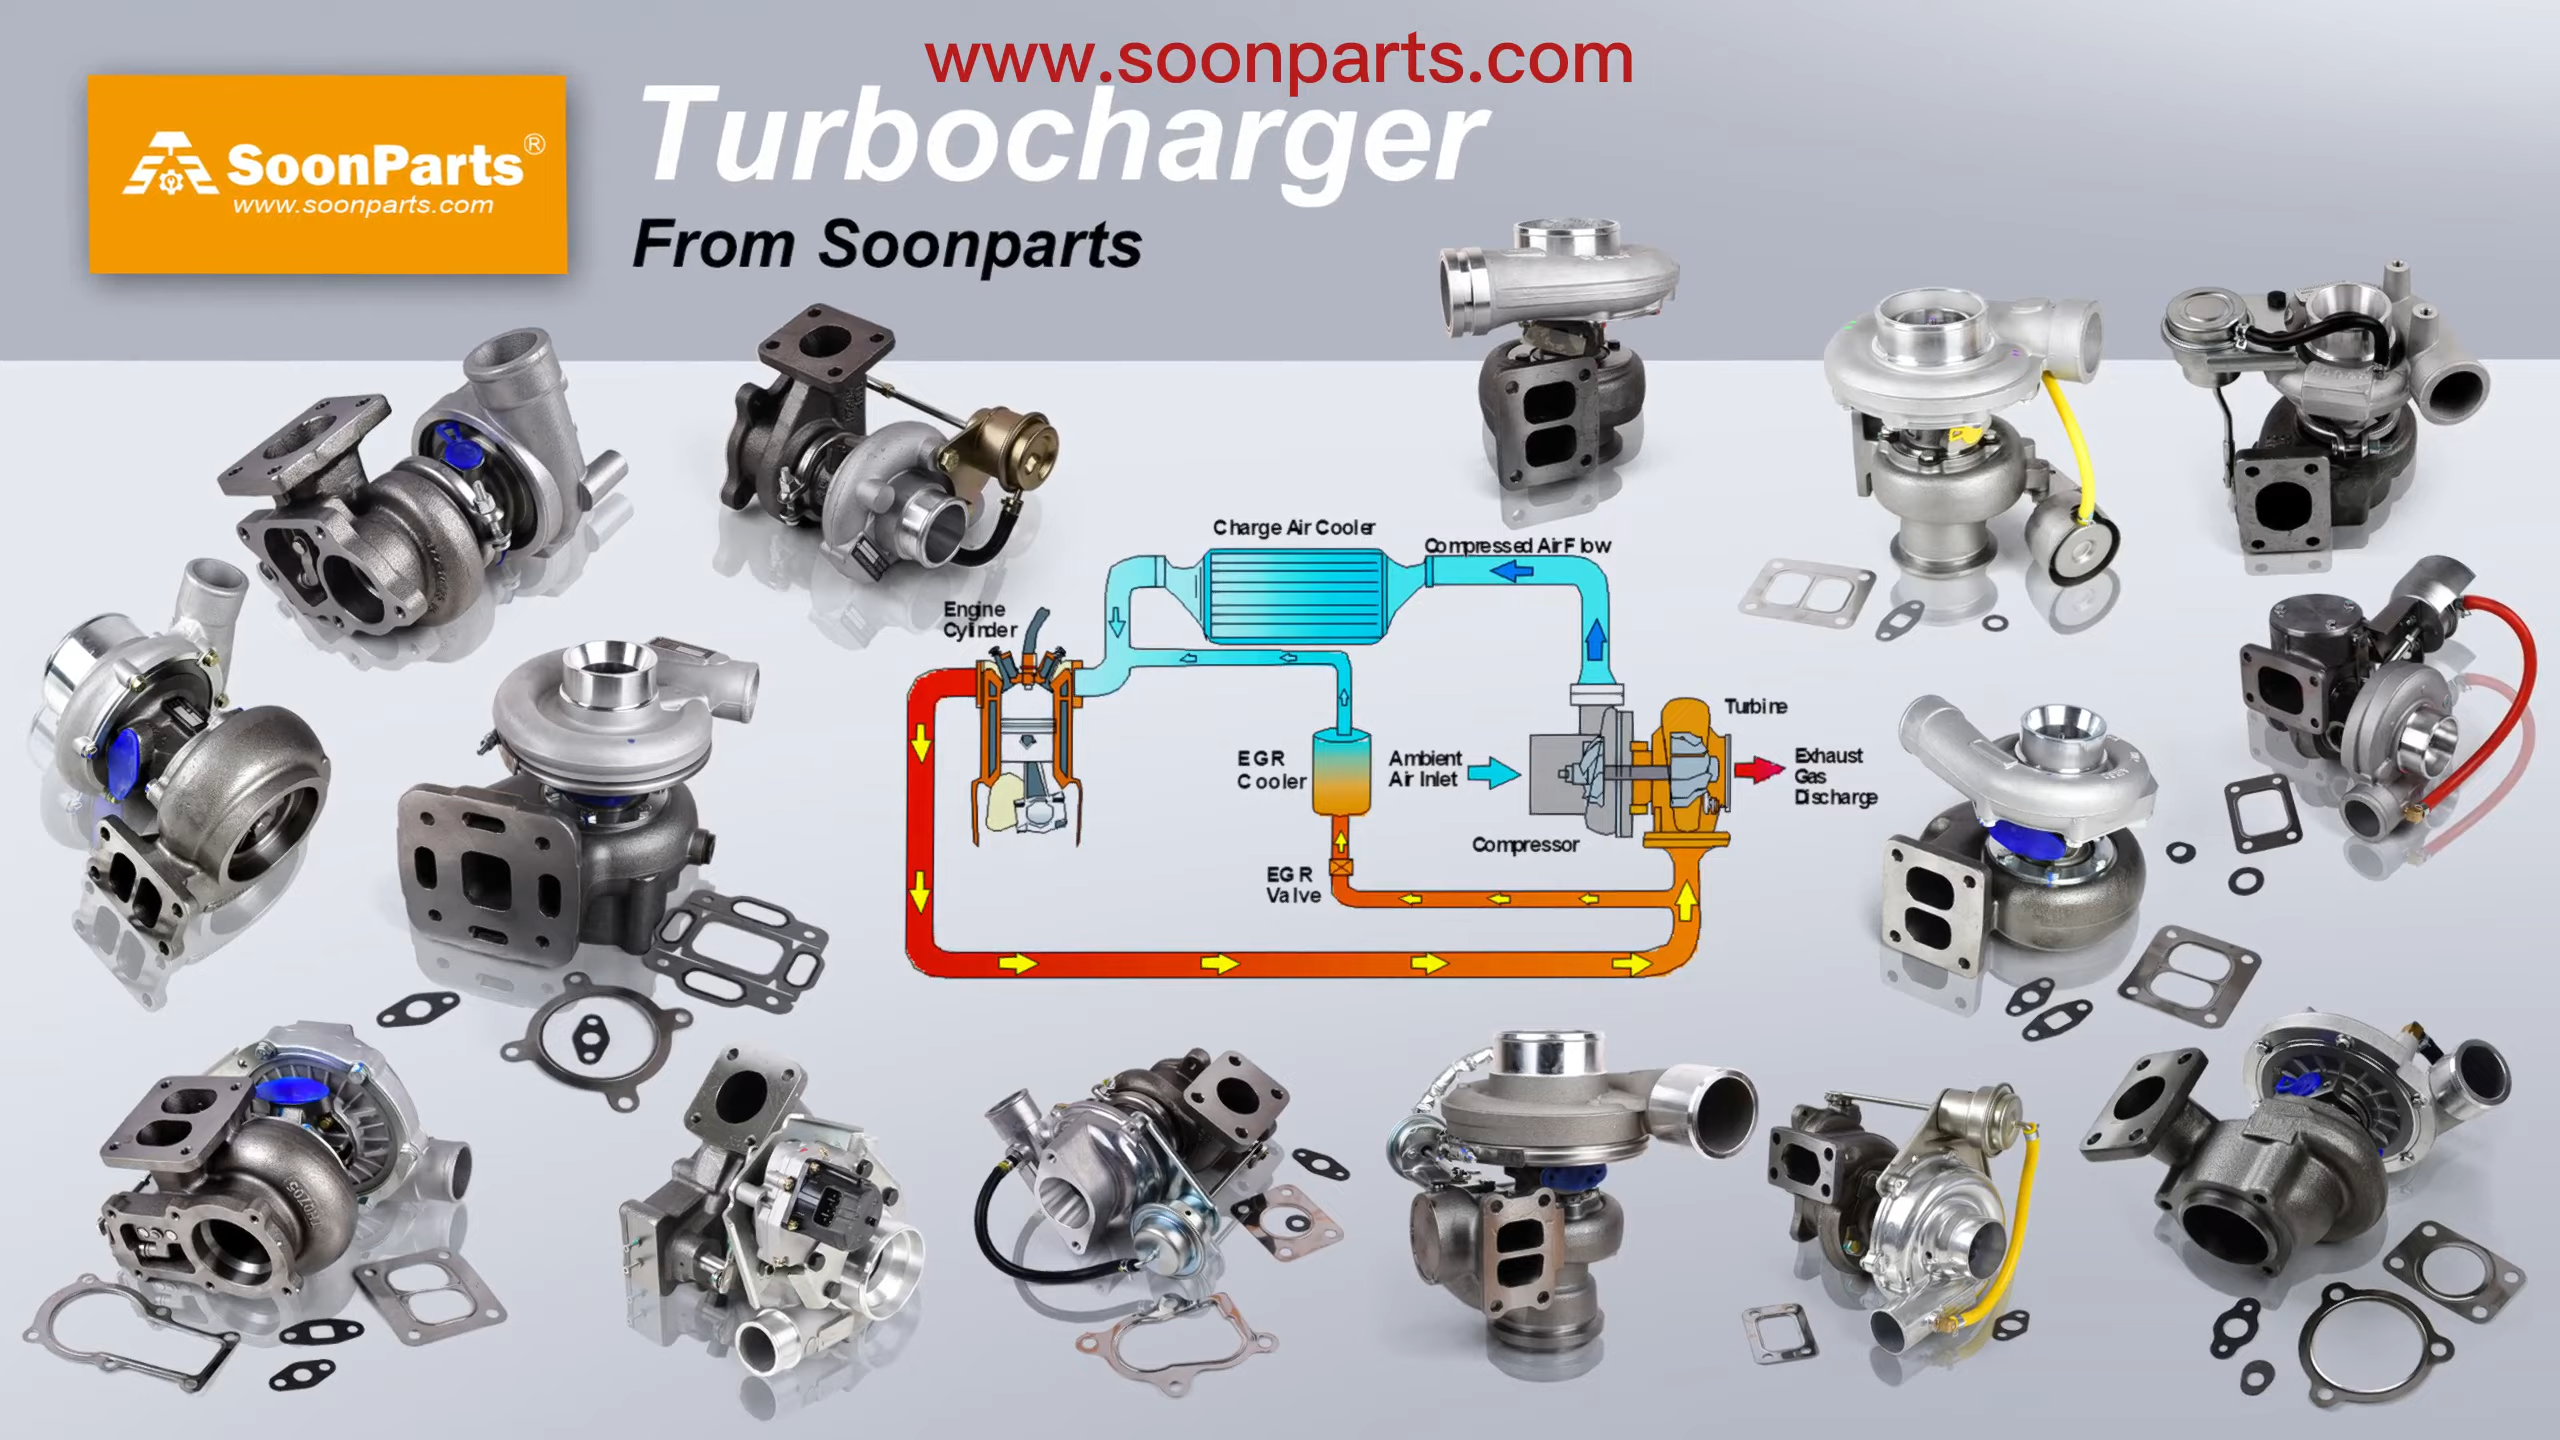 www.soonparts.com
SoonParts®
www.soonparts.com
Turbocharger
From Soonparts
Charge Air Cooler
Compressed Air Flow
Engine
Cylinder
Turbine
EGR
Cooler
Ambient
Air Inlet
Exhaust
Gas
Discharge
Compressor
EGR
Valve